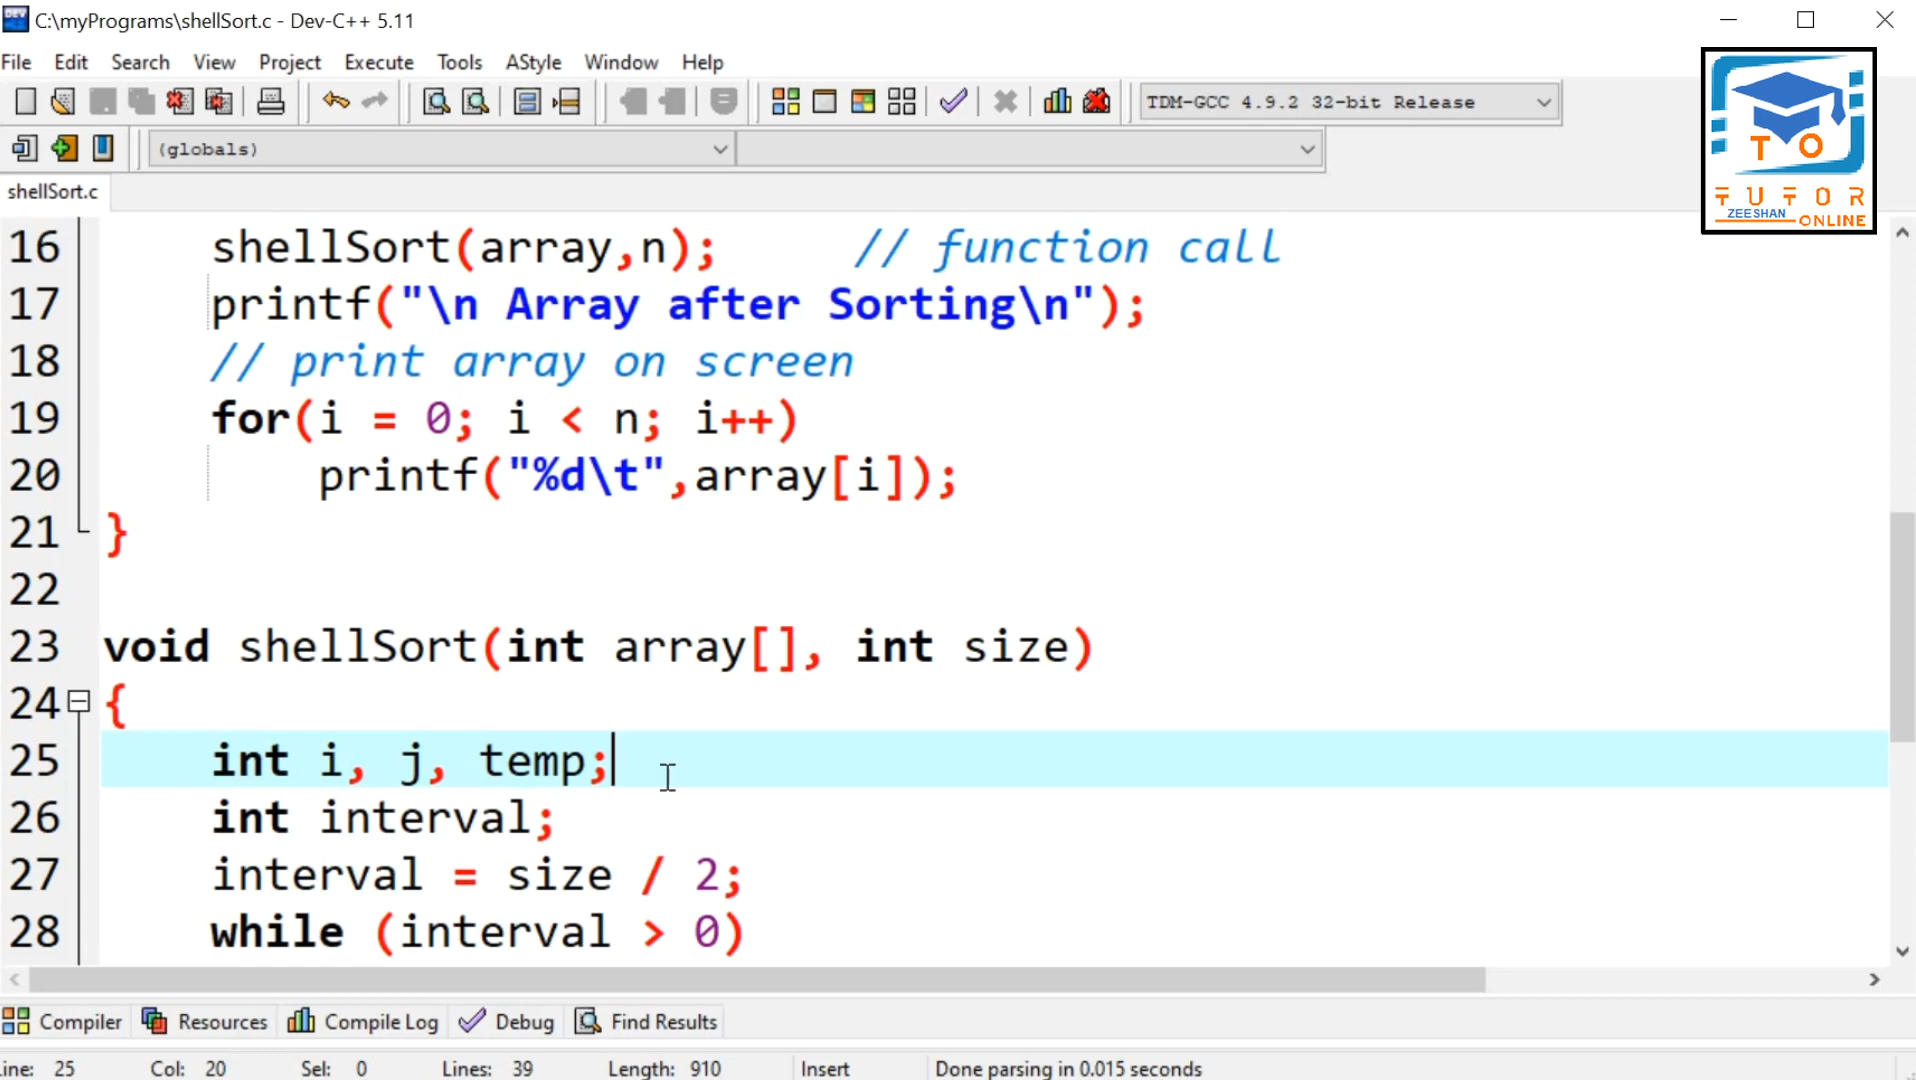 C:\myPrograms\shellSort.c - Dev-C++ 5.11
File Edit Search View Project Execute Tools AStyle Window Help
TDM-GCC 4.9.2 32-bit Release
(globals)
shellSort.c
T O
TUTOR
ZEESHAN ONLINE
16 shellSort(array,n); // function call
17 printf("\n Array after Sorting\n");
18 // print array on screen
19 for(i = 0; i < n; i++)
20 printf("%d\t",array[i]);
21 }
22
23 void shellSort(int array[], int size)
24 {
25 int i, j, temp;
26 int interval;
27 interval = size / 2;
28 while (interval > 0)
Compiler Resources Compile Log Debug Find Results
ine: 25 Col: 20 Sel: 0 Lines: 39 Length: 910 Insert Done parsing in 0.015 seconds